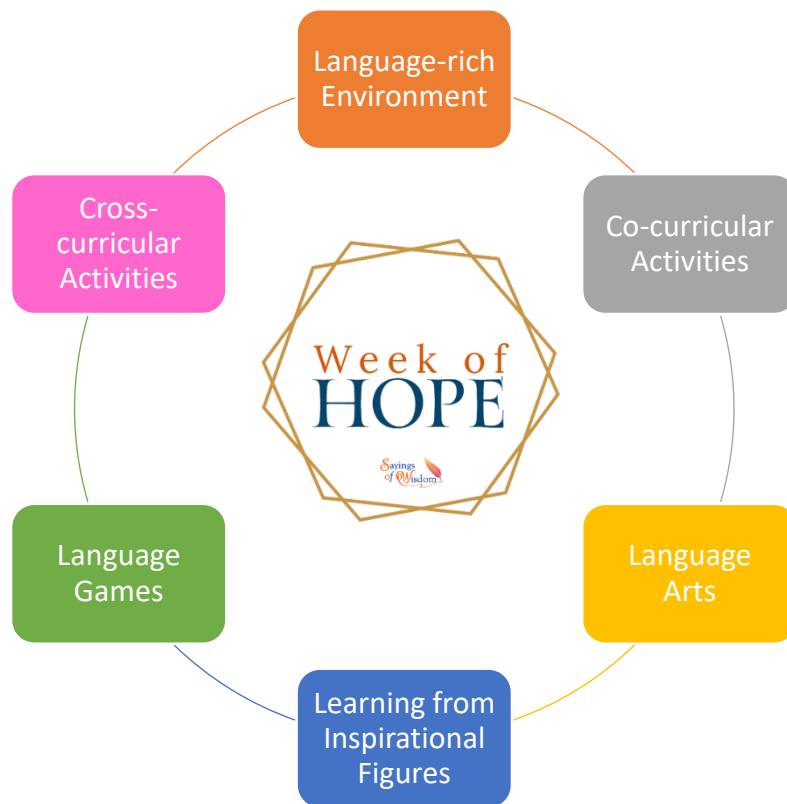 Language-rich
Environment
Cross-
curricular
Activities
Co-curricular
Activities
Week of
HOPE
Sayings
of Wisdom
Language
Games
Language
Arts
Learning from
Inspirational
Figures